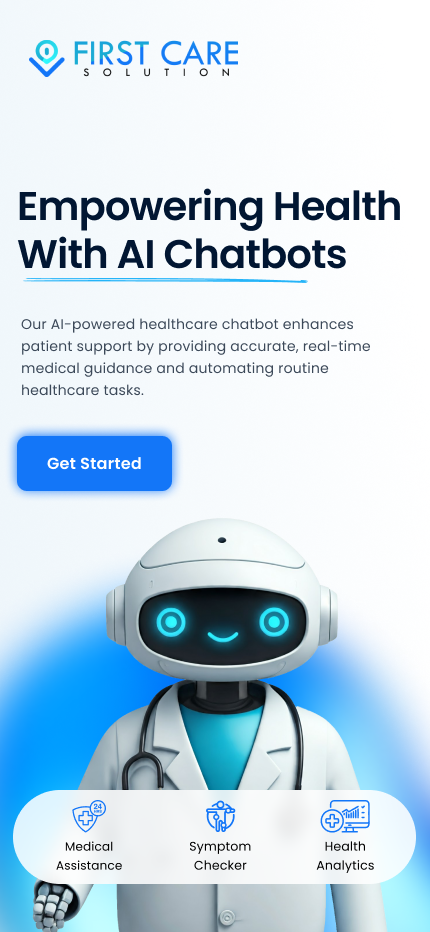 FIRST CARE
SOLUTION
Empowering Health
With AI Chatbots
Our AI-powered healthcare chatbot enhances
patient support by providing accurate, real-time
medical guidance and automating routine
healthcare tasks.
Get Started
24
Medical
Assistance
Symptom
Checker
Health
Analytics